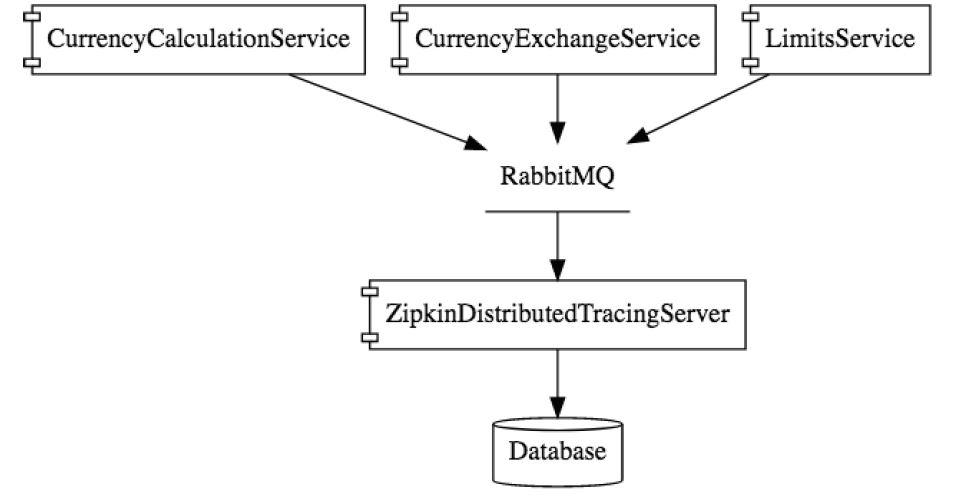 CurrencyCalculationService
CurrencyExchangeService
LimitsService
RabbitMQ
ZipkinDistributedTracingServer
Database